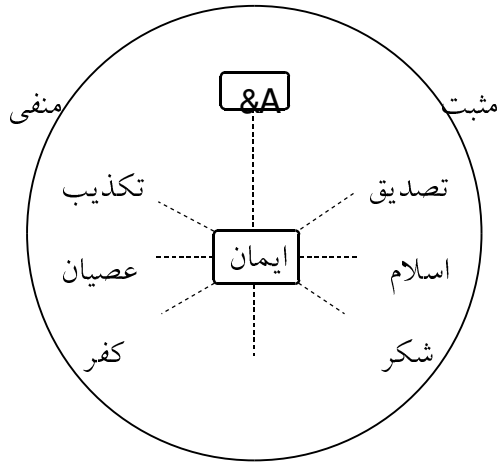 &A
مثبت منفی
تصدیق تکذیب
ایمان
اسلام عصیان
شکر کفر